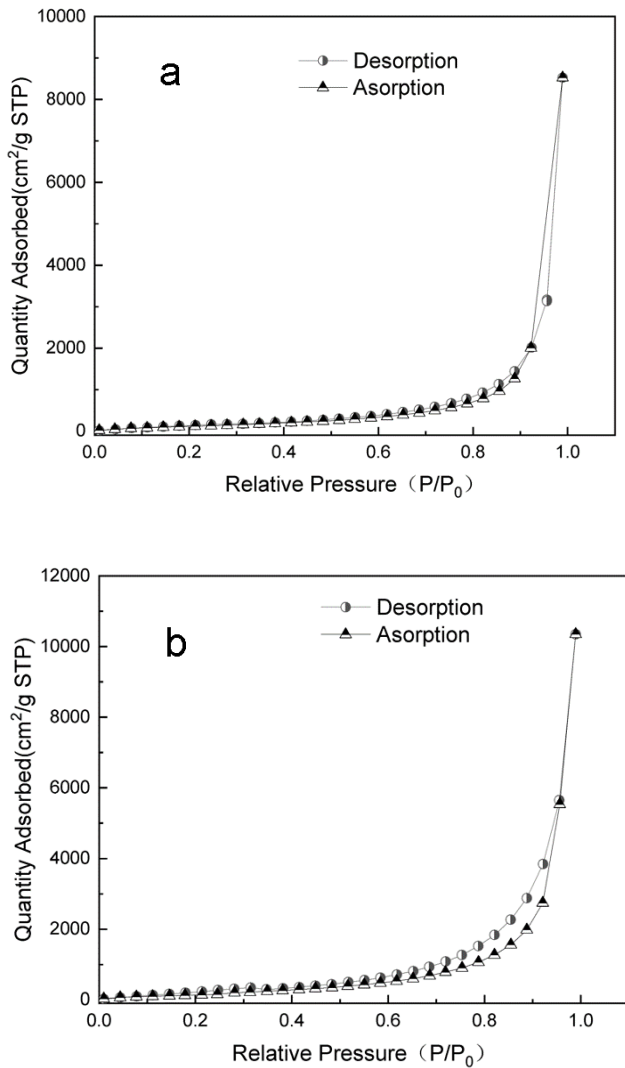 10000
a
Desorption
Asorption
8000
6000
4000
2000
0
Quantity Adsorbed(cm²/g STP)
0.0 0.2 0.4 0.6 0.8 1.0
Relative Pressure（P/P₀）
12000
b
Desorption
Asorption
10000
8000
6000
4000
2000
0
Quantity Adsorbed(cm²/g STP)
0.0 0.2 0.4 0.6 0.8 1.0
Relative Pressure（P/P₀）